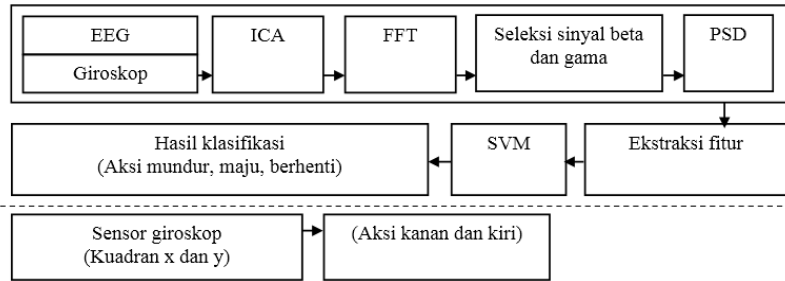 EEG
Giroskop
ICA
FFT
Seleksi sinyal beta
dan gama
PSD
Hasil klasifikasi
(Aksi mundur, maju, berhenti)
SVM
Ekstraksi fitur
Sensor giroskop
(Kuadran x dan y)
(Aksi kanan dan kiri)